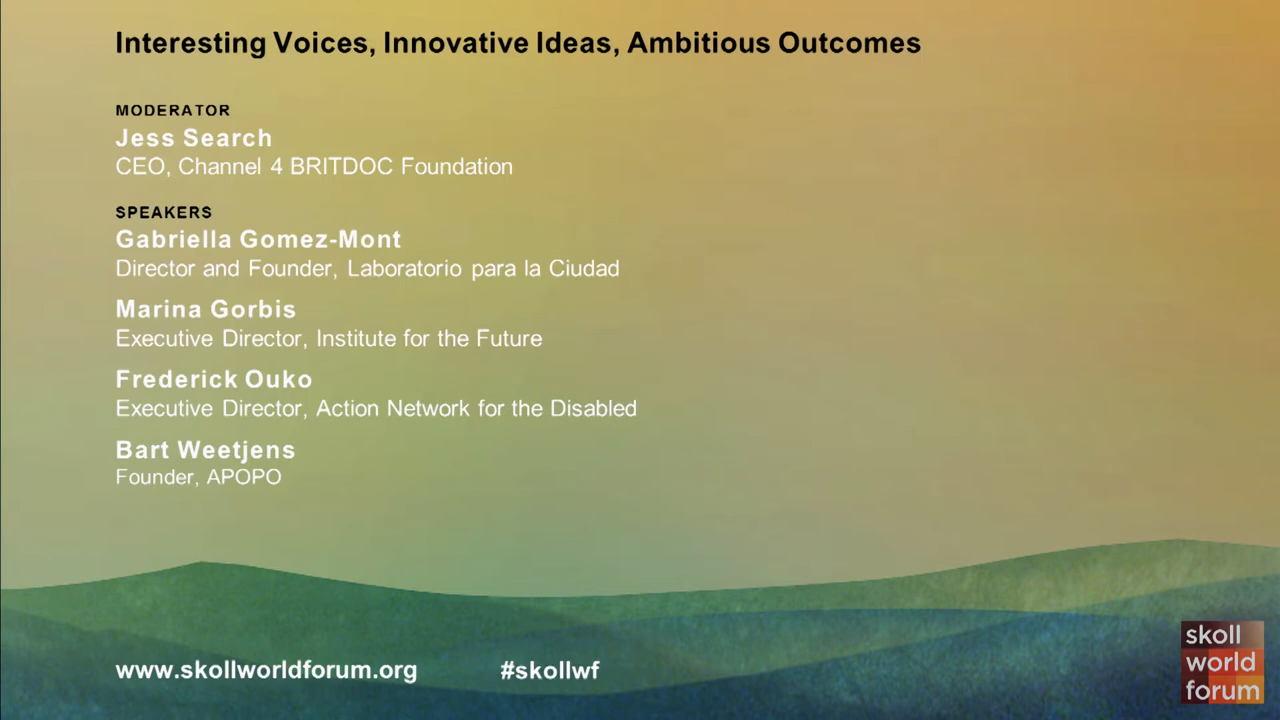 Interesting Voices, Innovative Ideas, Ambitious Outcomes
MODERATOR
Jess Search
CEO, Channel 4 BRITDOC Foundation
SPEAKERS
Gabriella Gomez-Mont
Director and Founder, Laboratorio para la Ciudad
Marina Gorbis
Executive Director, Institute for the Future
Frederick Ouko
Executive Director, Action Network for the Disabled
Bart Weetjens
Founder, APOPO
www.skollworldforum.org #skollwf
skoll
world
forum